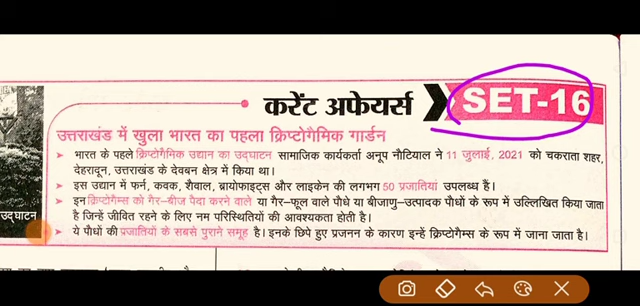 करेंट अफेयर्स SET-16
उत्तराखंड में खुला भारत का पहला क्रिप्टोगैमिक गार्डन
भारत के पहले क्रिप्टोगैमिक उद्यान का उद्घाटन सामाजिक कार्यकर्ता अनूप नौटियाल ने 11 जुलाई, 2021 को चकराता शहर,
देहरादून, उत्तराखंड के देवबन क्षेत्र में किया था।
इस उद्यान में फर्न, कवक, शैवाल, ब्रायोफाइट्स और लाइकेन की लगभग 50 प्रजातियां उपलब्ध हैं।
इन क्रिप्टोगैम्स को गैर-बीज पैदा करने वाले या गैर-फूल वाले पौधे या बीजाणु-उत्पादक पौधों के रूप में उल्लिखित किया जाता
है जिन्हें जीवित रहने के लिए नम परिस्थितियों की आवश्यकता होती है।
ये पौधों की प्रजातियों के सबसे पुराने समूह है। इनके छिपे हुए प्रजनन के कारण इन्हें क्रिप्टोगैम्स के रूप में जाना जाता है।
उद्घाटन